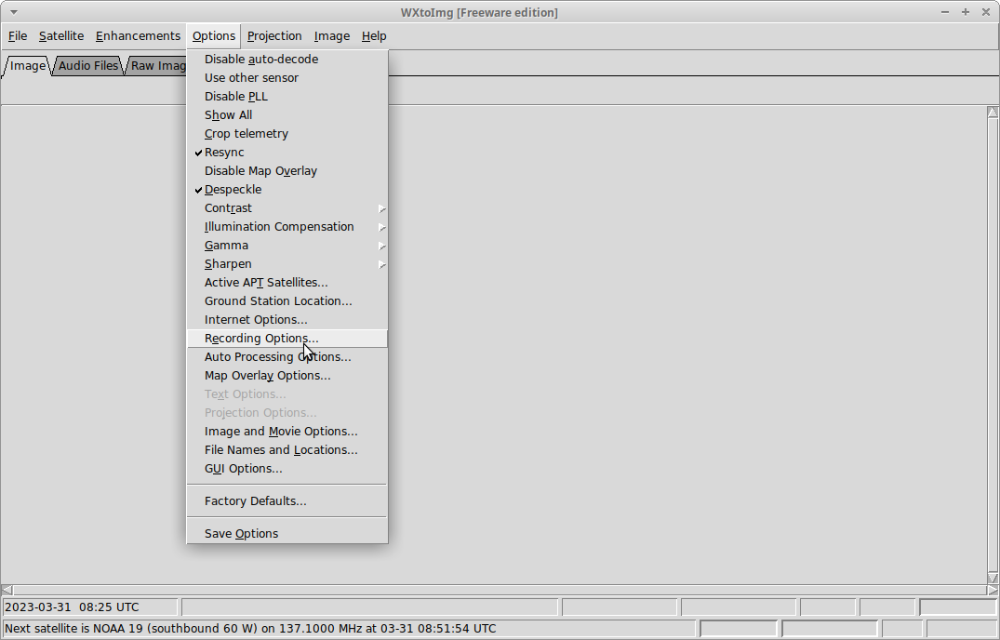 WXtoImg [Freeware edition]
File Satellite Enhancements Options Projection Image Help
Image Audio Files Raw Imag
Disable auto-decode
Use other sensor
Disable PLL
Show All
Crop telemetry
Resync
Disable Map Overlay
Despeckle
Contrast
Illumination Compensation
Gamma
Sharpen
Active APT Satellites...
Ground Station Location...
Internet Options...
Recording Options...
Auto Processing Options...
Map Overlay Options...
Text Options...
Projection Options...
Image and Movie Options...
File Names and Locations...
GUI Options...
Factory Defaults...
Save Options
2023-03-31 08:25 UTC
Next satellite is NOAA 19 (southbound 60 W) on 137.1000 MHz at 03-31 08:51:54 UTC